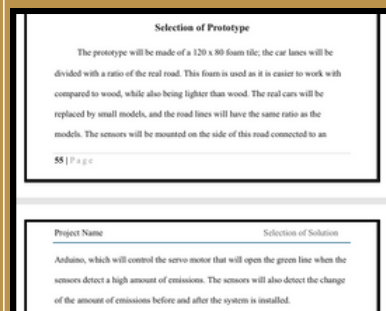 Selection of Prototype
The prototype will be made of a 120 x 80 foam tile; the car lanes will be
divided with a ratio of the real road. This foam is used as it is easier to work with
compared to wood, while also being lighter than wood. The real cars will be
replaced by small models, and the road lines will have the same ratio as the
models. The sensors will be mounted on the side of this road connected to an
55 | Page
Project Name Selection of Solution
Arduino, which will control the servo motor that will open the green line when the
sensors detect a high amount of emissions. The sensors will also detect the change
of the amount of emissions before and after the system is installed.